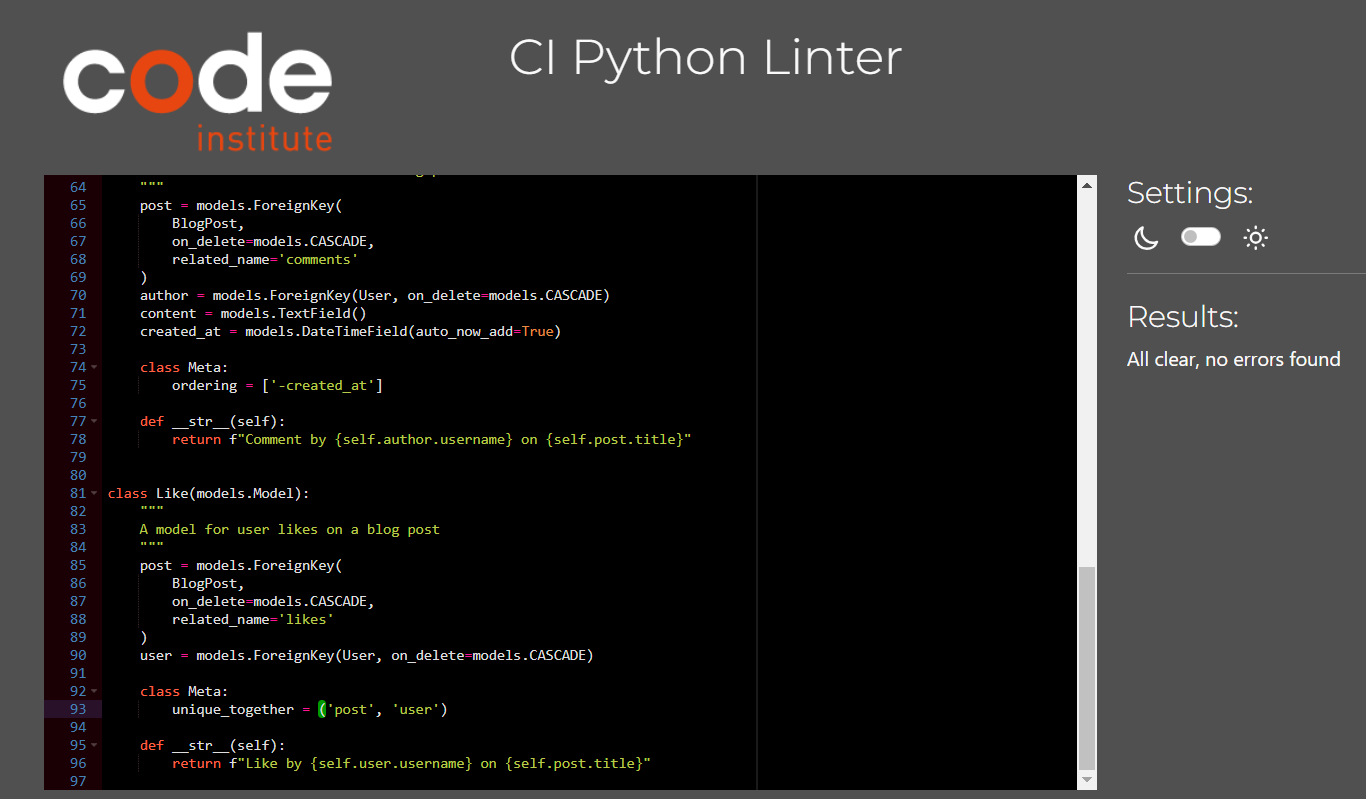 code
institute
CI Python Linter
64     """
65     post = models.ForeignKey(
66         BlogPost,
67         on_delete=models.CASCADE,
68         related_name='comments'
69     )
70     author = models.ForeignKey(User, on_delete=models.CASCADE)
71     content = models.TextField()
72     created_at = models.DateTimeField(auto_now_add=True)
73
74     class Meta:
75         ordering = ['-created_at']
76
77     def __str__(self):
78         return f"Comment by {self.author.username} on {self.post.title}"
79
80
81 class Like(models.Model):
82     """
83     A model for user likes on a blog post
84     """
85     post = models.ForeignKey(
86         BlogPost,
87         on_delete=models.CASCADE,
88         related_name='likes'
89     )
90     user = models.ForeignKey(User, on_delete=models.CASCADE)
91
92     class Meta:
93         unique_together = ('post', 'user')
94
95     def __str__(self):
96         return f"Like by {self.user.username} on {self.post.title}"
97
Settings:
Results:
All clear, no errors found